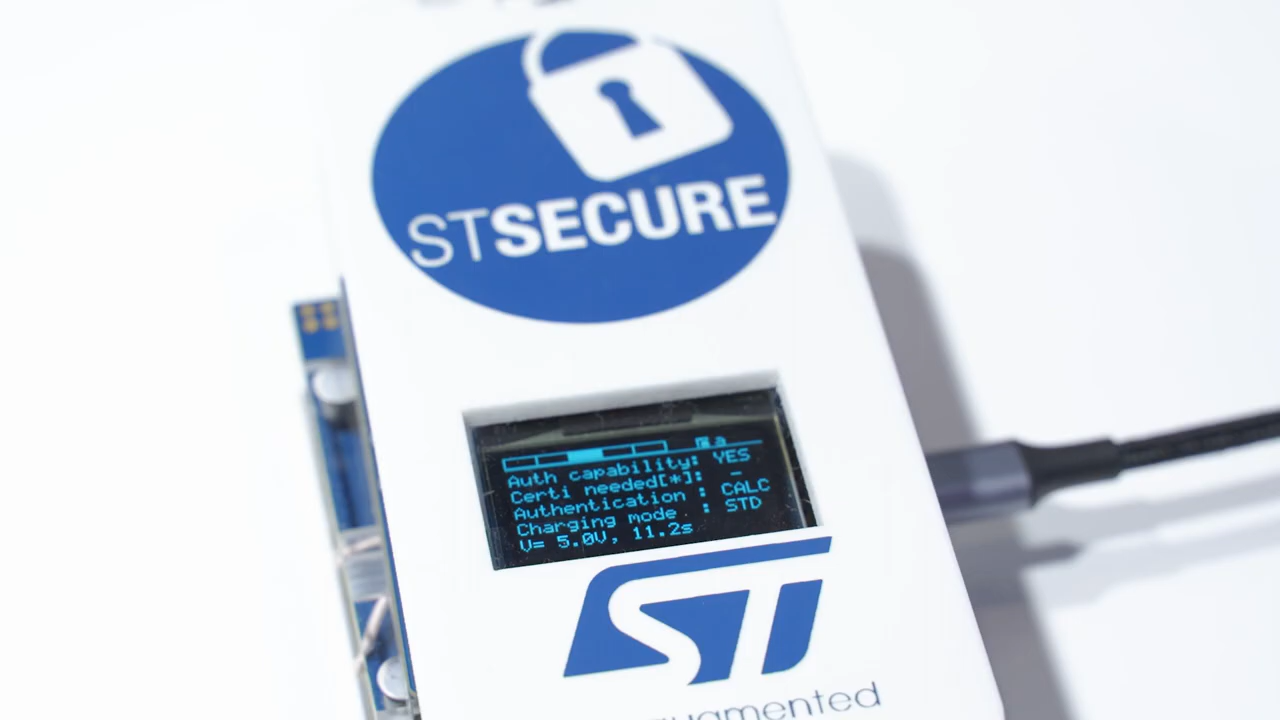 STSECURE
Auth capability: YES
Certi needed[*]: -
Authentication : CALC
Charging mode : STD
V= 5.0V, 11.2s
ST
augmented